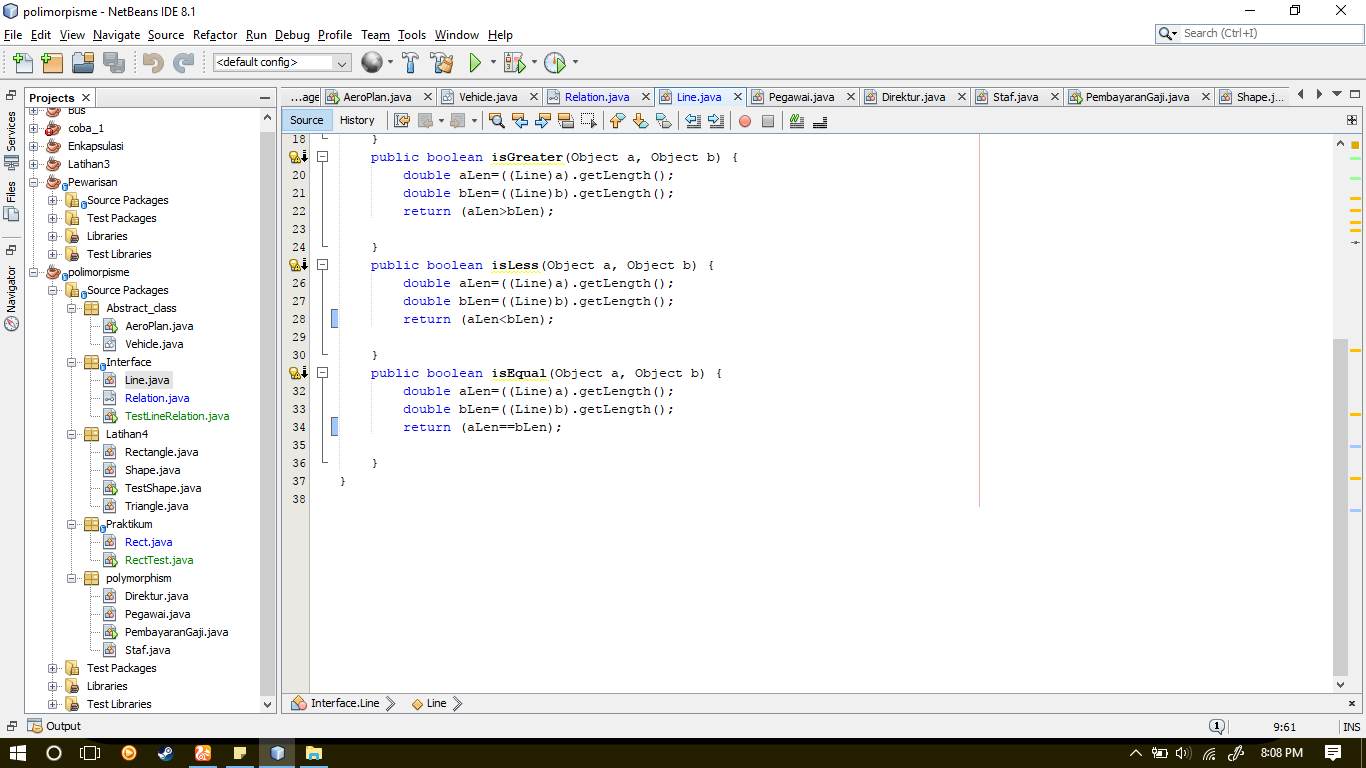 polimorpisme - NetBeans IDE 8.1
File Edit View Navigate Source Refactor Run Debug Profile Team Tools Window Help
Search (Ctrl+I)
<default config>
Services
Files
Navigator
Projects
Bus
coba_1
Enkapsulasi
Latihan3
Pewarisan
Source Packages
Test Packages
Libraries
Test Libraries
polimorpisme
Source Packages
Abstract_class
AeroPlan.java
Vehicle.java
Interface
Line.java
Relation.java
TestLineRelation.java
Latihan4
Rectangle.java
Shape.java
TestShape.java
Triangle.java
Praktikum
Rect.java
RectTest.java
polymorphism
Direktur.java
Pegawai.java
PembayaranGaji.java
Staf.java
Test Packages
Libraries
Test Libraries
...age AeroPlan.java Vehicle.java Relation.java Line.java Pegawai.java Direktur.java Staf.java PembayaranGaji.java Shape.j...
Source History
18 }
public boolean isGreater(Object a, Object b) {
20 double aLen=((Line)a).getLength();
21 double bLen=((Line)b).getLength();
22 return (aLen>bLen);
23
24 }
public boolean isLess(Object a, Object b) {
26 double aLen=((Line)a).getLength();
27 double bLen=((Line)b).getLength();
28 return (aLen<bLen);
29
30 }
public boolean isEqual(Object a, Object b) {
32 double aLen=((Line)a).getLength();
33 double bLen=((Line)b).getLength();
34 return (aLen==bLen);
35
36 }
37 }
38
Interface.Line Line
Output
1
9:61 INS
8:08 PM